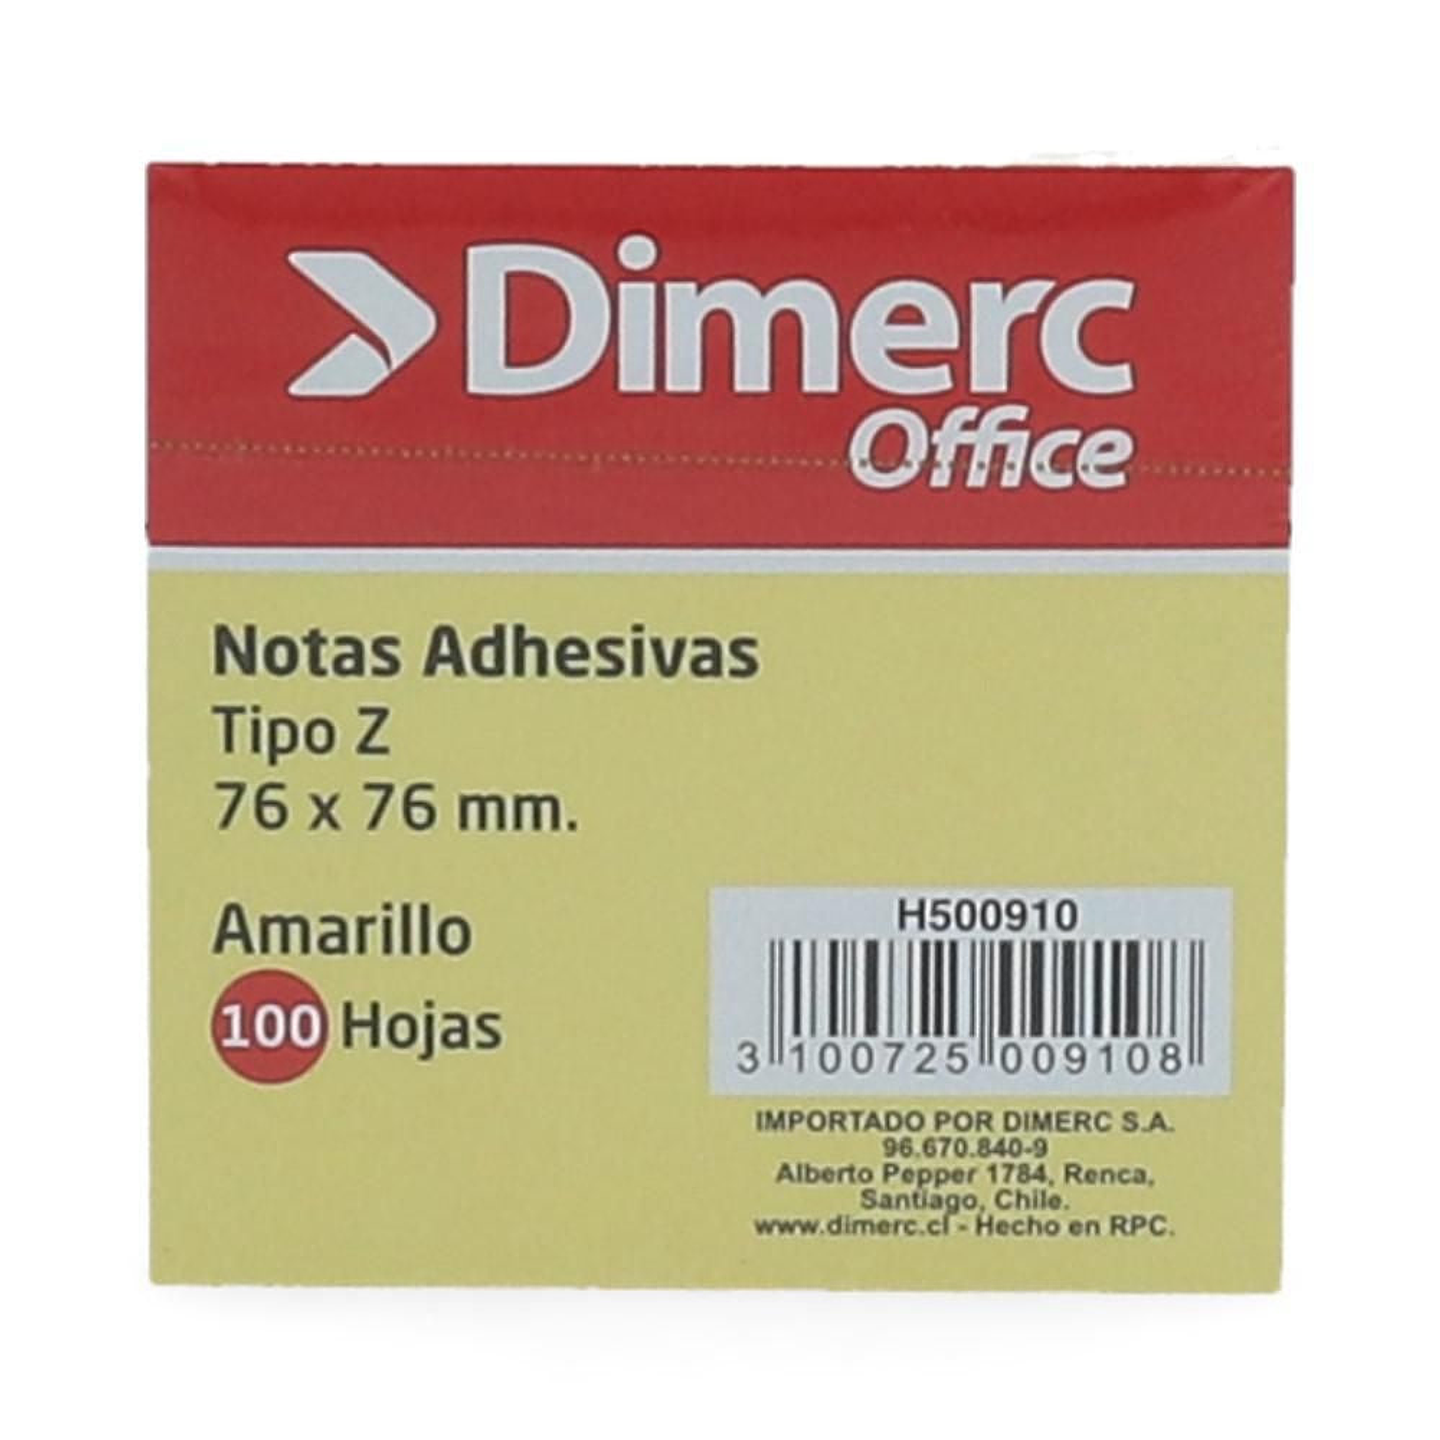 Dimerc
Office
Notas Adhesivas
Tipo Z
76 x 76 mm.
Amarillo
100 Hojas
H500910
3 100725 009108
IMPORTADO POR DIMERC S.A.
96.670.840-9
Alberto Pepper 1784, Renca,
Santiago, Chile.
www.dimerc.cl - Hecho en RPC.